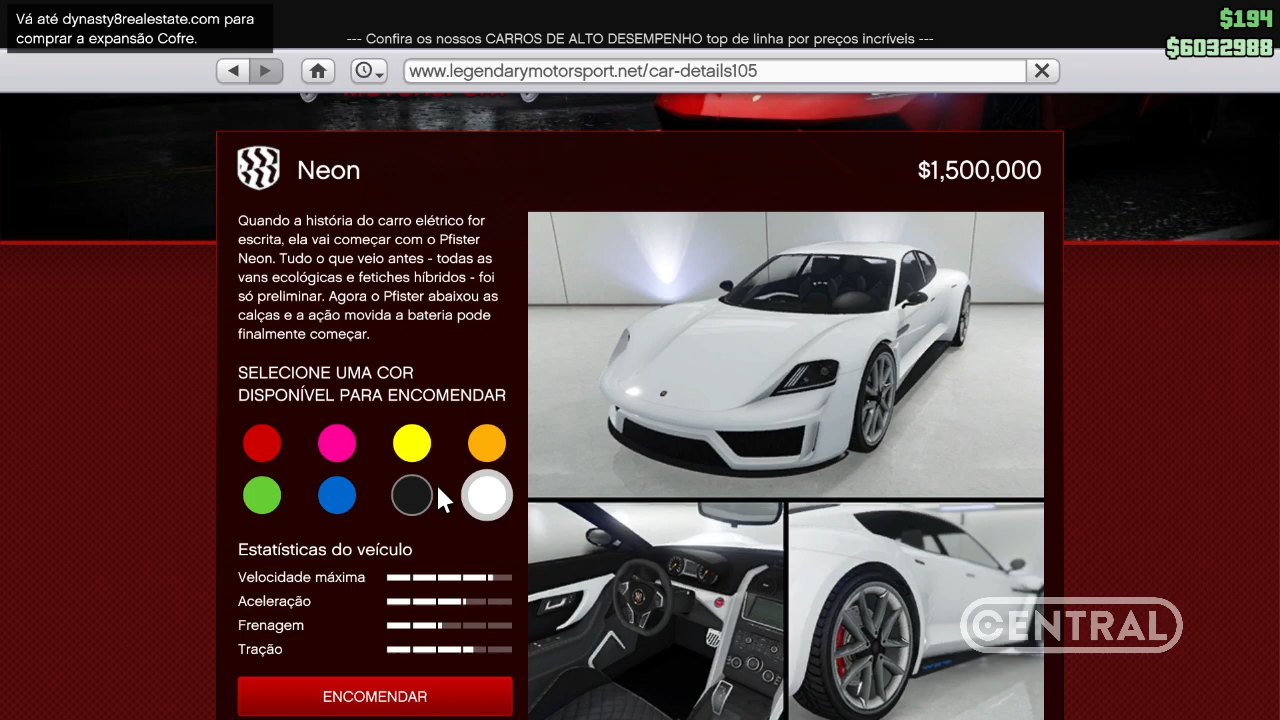 Vá até dynasty8realestate.com para
comprar a expansão Cofre.
--- Confira os nossos CARROS DE ALTO DESEMPENHO top de linha por preços incríveis ---
$194
$6032988
www.legendarymotorsport.net/car-details105
Neon
$1,500,000
Quando a história do carro elétrico for
escrita, ela vai começar com o Pfister
Neon. Tudo o que veio antes - todas as
vans ecológicas e fetiches híbridos - foi
só preliminar. Agora o Pfister abaixou as
calças e a ação movida a bateria pode
finalmente começar.
SELECIONE UMA COR
DISPONÍVEL PARA ENCOMENDAR
Estatísticas do veículo
Velocidade máxima
Aceleração
Frenagem
Tração
ENCOMENDAR
CENTRAL